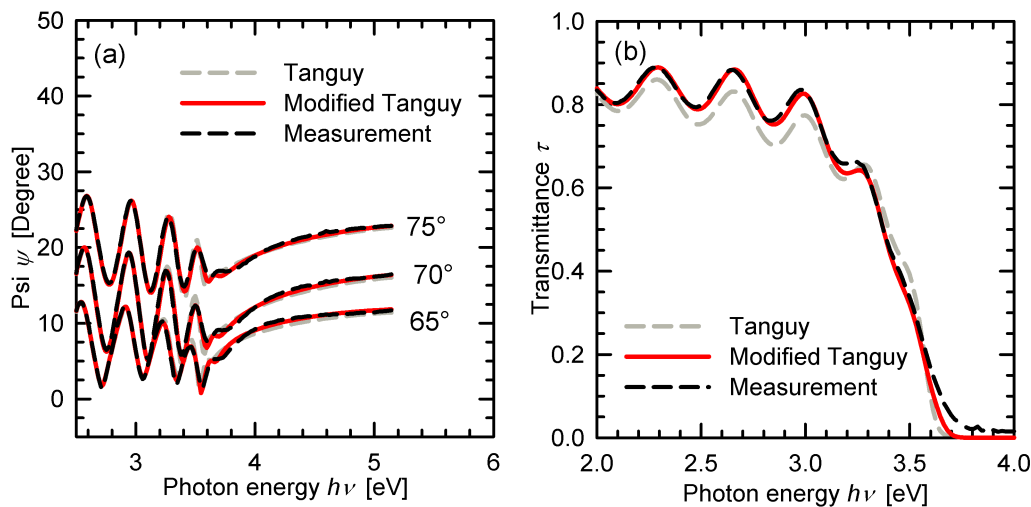 (a)
Tanguy
Modified Tanguy
Measurement
50
40
30
20
10
0
75°
70°
65°
3
4
5
6
Psi ψ [Degree]
Photon energy hν [eV]
(b)
1.0
0.8
0.6
0.4
0.2
0.0
Tanguy
Modified Tanguy
Measurement
2.0
2.5
3.0
3.5
4.0
Transmittance τ
Photon energy hν [eV]